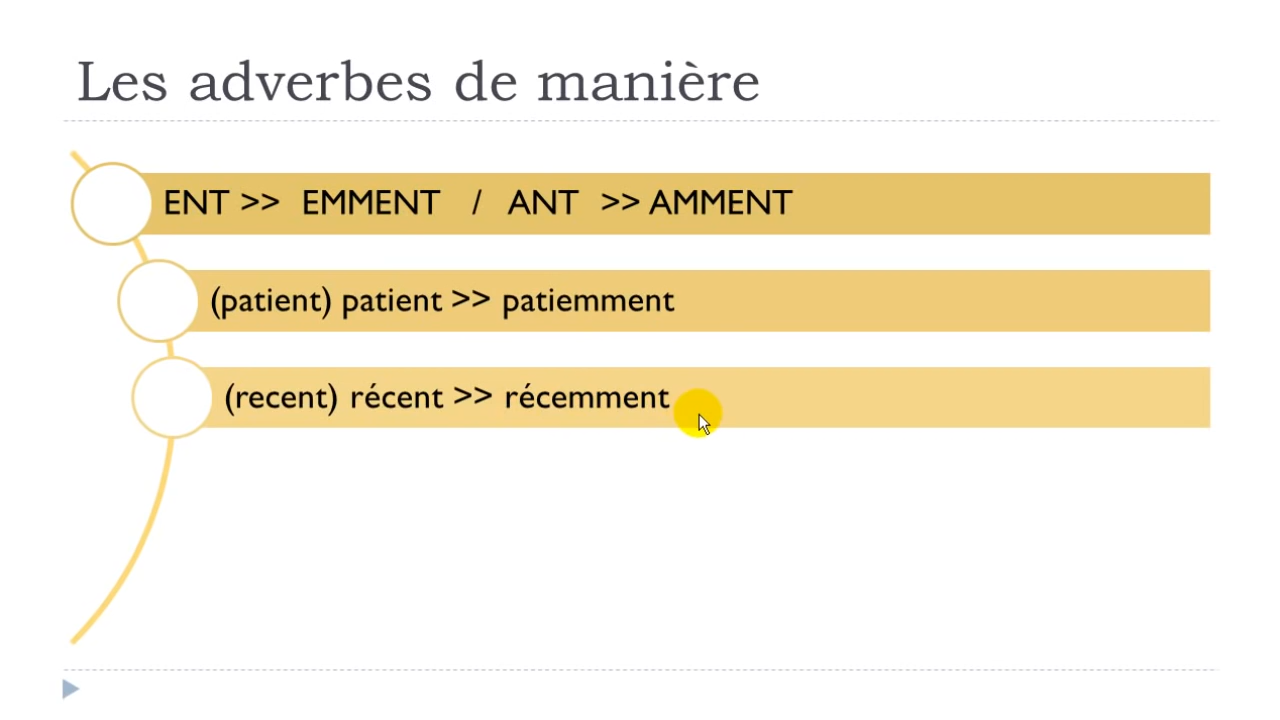 Les adverbes de manière
ENT >> EMMENT / ANT >> AMMENT
(patient) patient >> patiemment
(recent) récent >> récemment